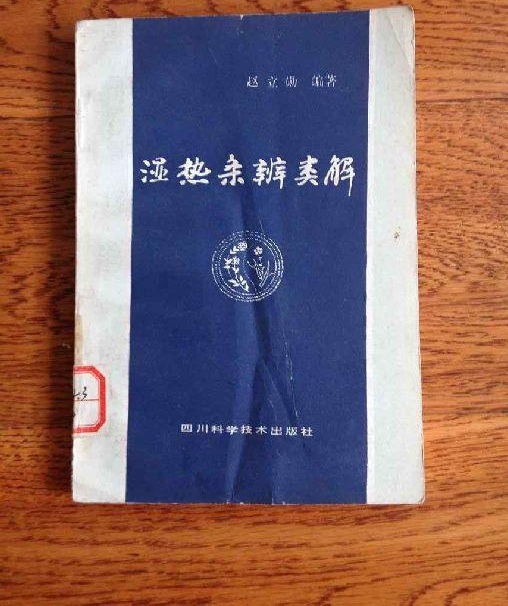 赵立勋 编著
湿热条辨类解
四川科学技术出版社